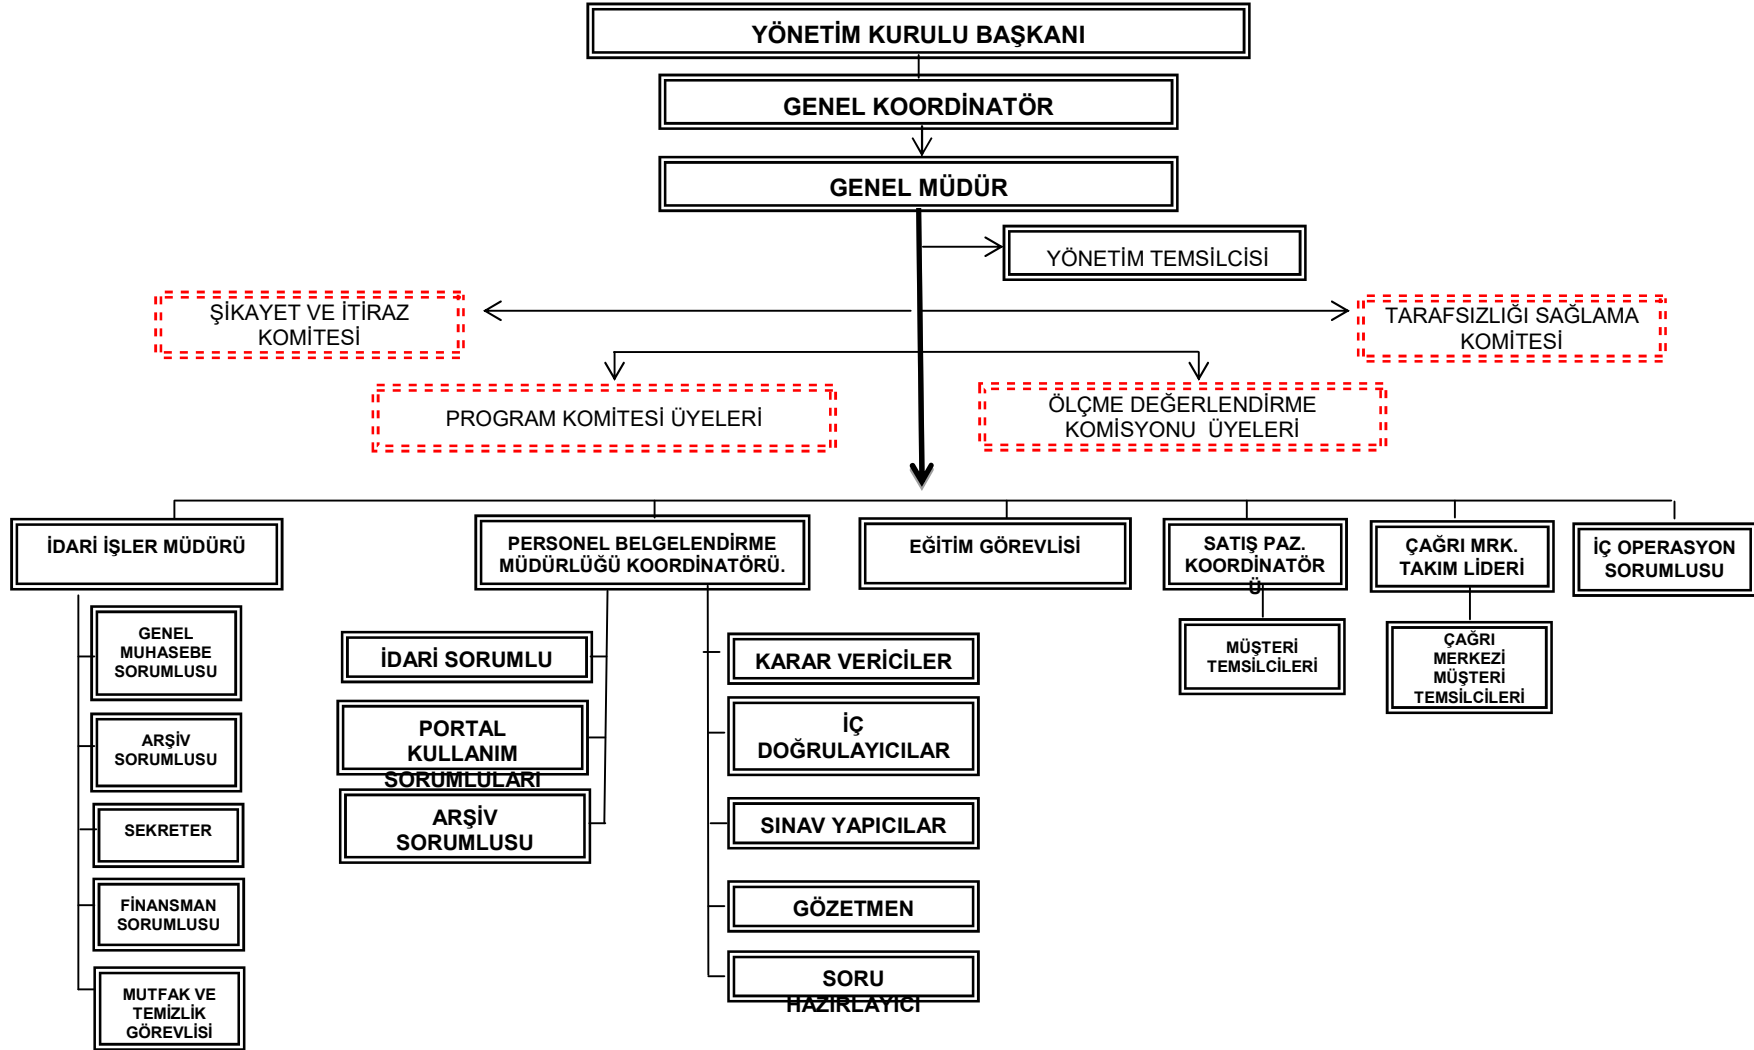 YÖNETİM KURULU BAŞKANI
GENEL KOORDİNATÖR
GENEL MÜDÜR
YÖNETİM TEMSİLCİSİ
ŞİKAYET VE İTİRAZ
KOMİTESİ
TARAFSIZLIĞI SAĞLAMA
KOMİTESİ
PROGRAM KOMİTESİ ÜYELERİ
ÖLÇME DEĞERLENDİRME
KOMİSYONU ÜYELERİ
İDARİ İŞLER MÜDÜRÜ
PERSONEL BELGELENDİRME
MÜDÜRLÜĞÜ KOORDİNATÖRÜ.
EĞİTİM GÖREVLİSİ
SATIŞ PAZ.
KOORDİNATÖR
Ü
ÇAĞRI MRK.
TAKIM LİDERİ
İÇ OPERASYON
SORUMLUSU
GENEL
MUHASEBE
SORUMLUSU
ARŞİV
SORUMLUSU
SEKRETER
FİNANSMAN
SORUMLUSU
MUTFAK VE
TEMİZLİK
GÖREVLİSİ
İDARİ SORUMLU
PORTAL
KULLANIM
SORUMLULARI
ARŞİV
SORUMLUSU
KARAR VERİCİLER
İÇ
DOĞRULAYICILAR
SINAV YAPICILAR
GÖZETMEN
SORU
HAZIRLAYICI
MÜŞTERİ
TEMSİLCİLERİ
ÇAĞRI
MERKEZİ
MÜŞTERİ
TEMSİLCİLERİ